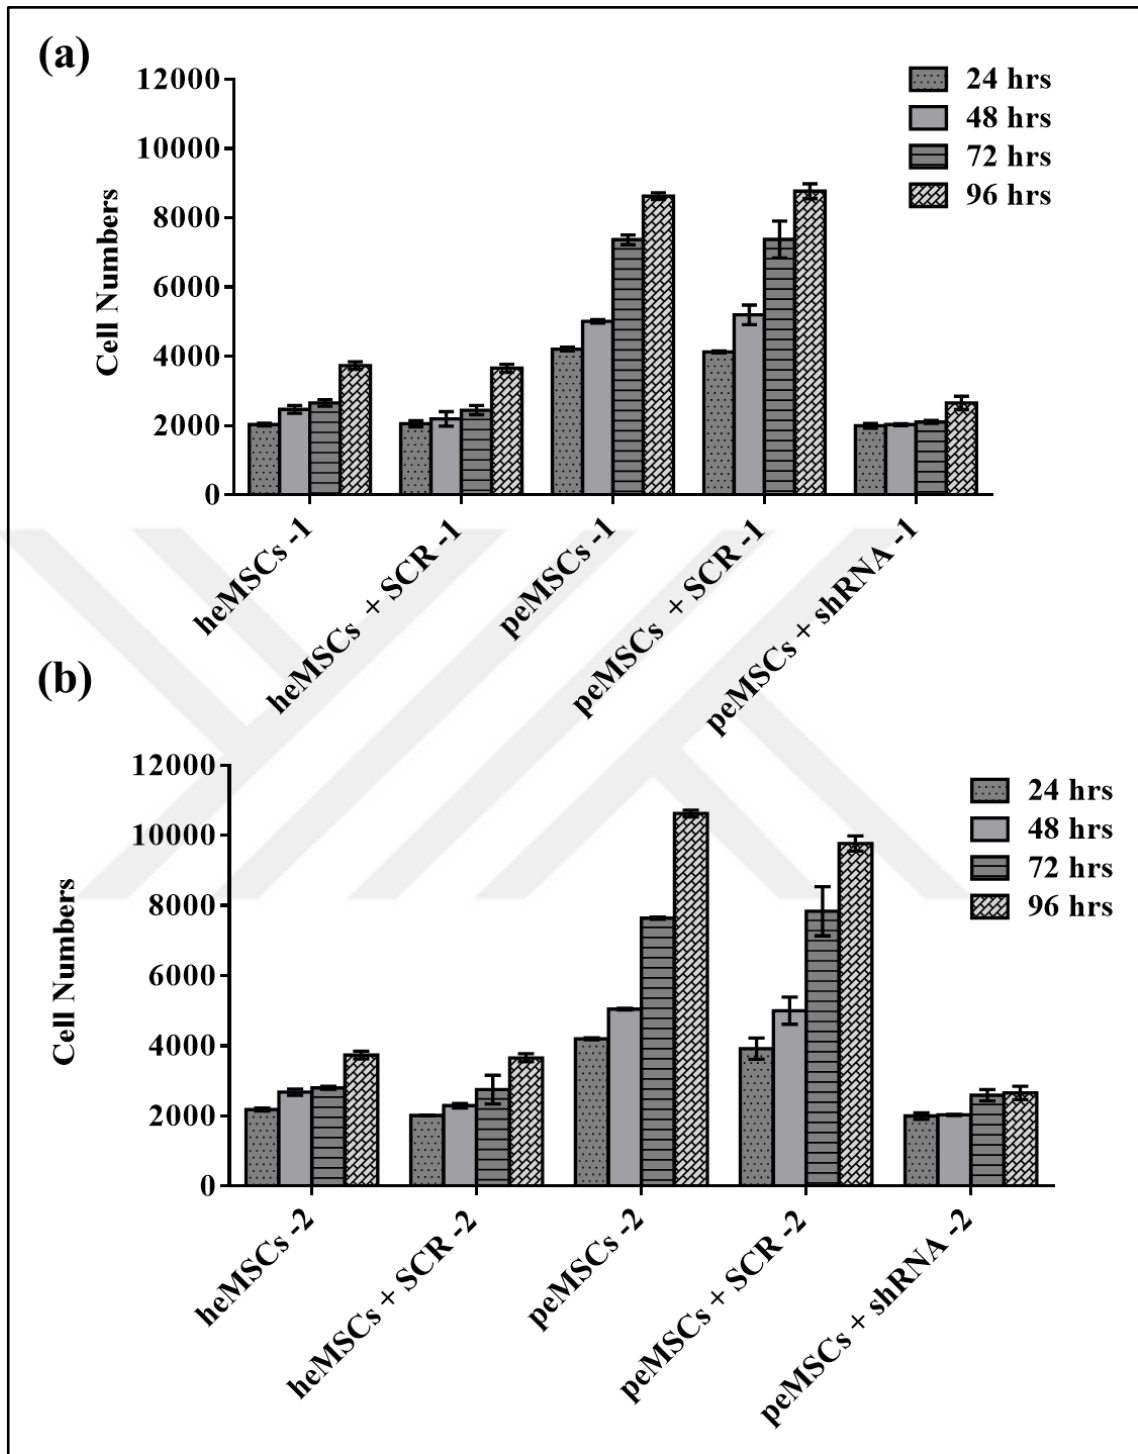 (a)
12000
10000
8000
6000
4000
2000
0
Cell Numbers
24 hrs
48 hrs
72 hrs
96 hrs
heMSCs -1
heMSCs + SCR -1
peMSCs -1
peMSCs + SCR -1
peMSCs + shRNA -1
(b)
12000
10000
8000
6000
4000
2000
0
Cell Numbers
24 hrs
48 hrs
72 hrs
96 hrs
heMSCs -2
heMSCs + SCR -2
peMSCs -2
peMSCs + SCR -2
peMSCs + shRNA -2